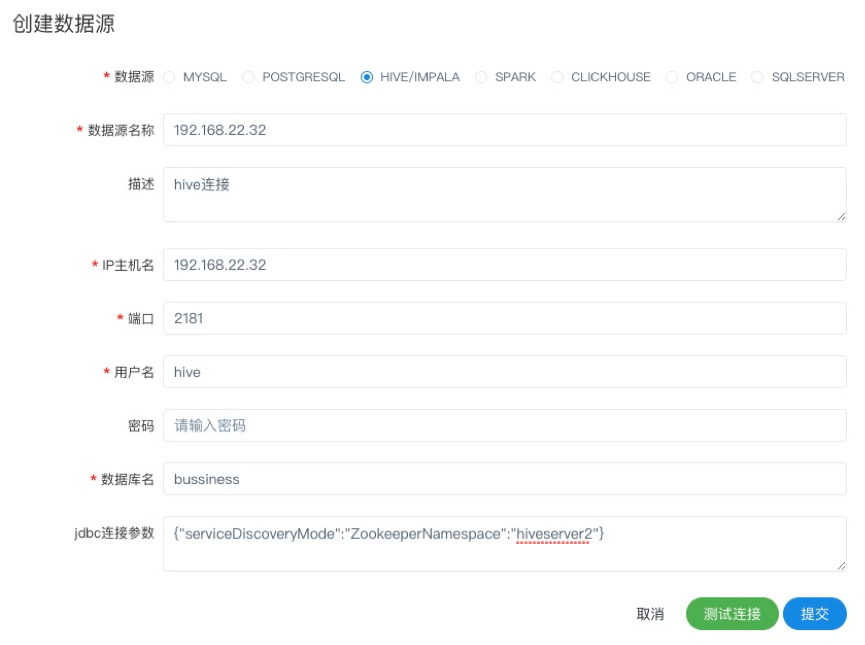 创建数据源
* 数据源 MYSQL POSTGRESQL HIVE/IMPALA SPARK CLICKHOUSE ORACLE SQLSERVER
* 数据源名称 192.168.22.32
描述 hive连接
* IP主机名 192.168.22.32
* 端口 2181
* 用户名 hive
密码 请输入密码
* 数据库名 bussiness
jdbc连接参数 {"serviceDiscoveryMode":"ZookeeperNamespace":"hiveserver2"}
取消 测试连接 提交